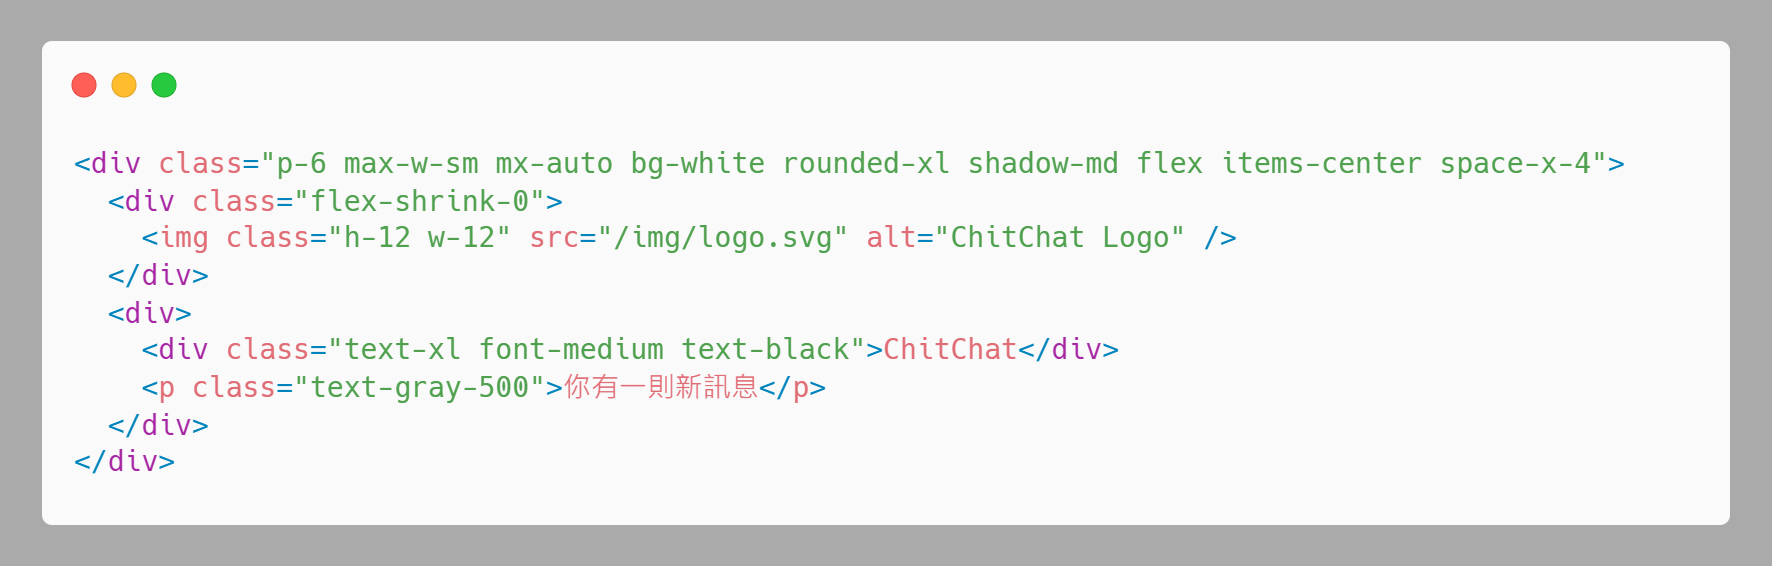 <div class="p-6 max-w-sm mx-auto bg-white rounded-xl shadow-md flex items-center space-x-4">
  <div class="flex-shrink-0">
    <img class="h-12 w-12" src="/img/logo.svg" alt="ChitChat Logo" />
  </div>
  <div>
    <div class="text-xl font-medium text-black">ChitChat</div>
    <p class="text-gray-500">你有一則新訊息</p>
  </div>
</div>